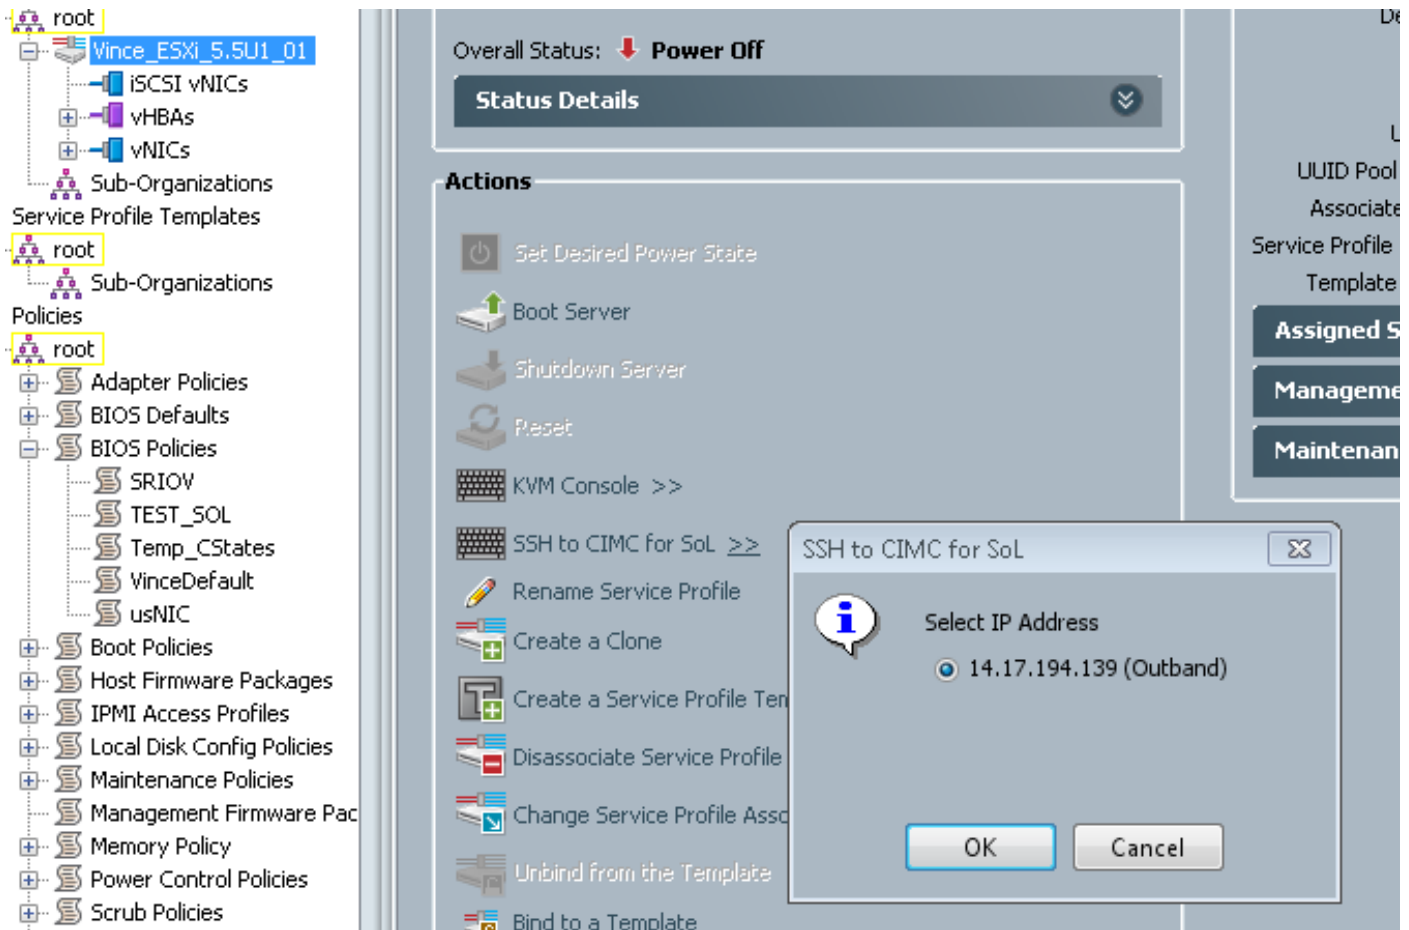 root
Vince_ESXi_5.5U1_01
iSCSI vNICs
vHBAs
vNICs
Sub-Organizations
Service Profile Templates
root
Sub-Organizations
Policies
root
Adapter Policies
BIOS Defaults
BIOS Policies
SRIOV
TEST_SOL
Temp_CStates
VinceDefault
usNIC
Boot Policies
Host Firmware Packages
IPMI Access Profiles
Local Disk Config Policies
Maintenance Policies
Management Firmware Pac
Memory Policy
Power Control Policies
Scrub Policies
Overall Status: Power Off
Status Details
Actions
Set Desired Power State
Boot Server
Shutdown Server
Reset
KVM Console >>
SSH to CIMC for SoL >>
Rename Service Profile
Create a Clone
Create a Service Profile Tem
Disassociate Service Profile
Change Service Profile Asso
Unbind from the Template
Bind to a Template
SSH to CIMC for SoL
Select IP Address
14.17.194.139 (Outband)
OK
Cancel
De
U
UUID Pool
Associate
Service Profile
Template
Assigned S
Manageme
Maintenan